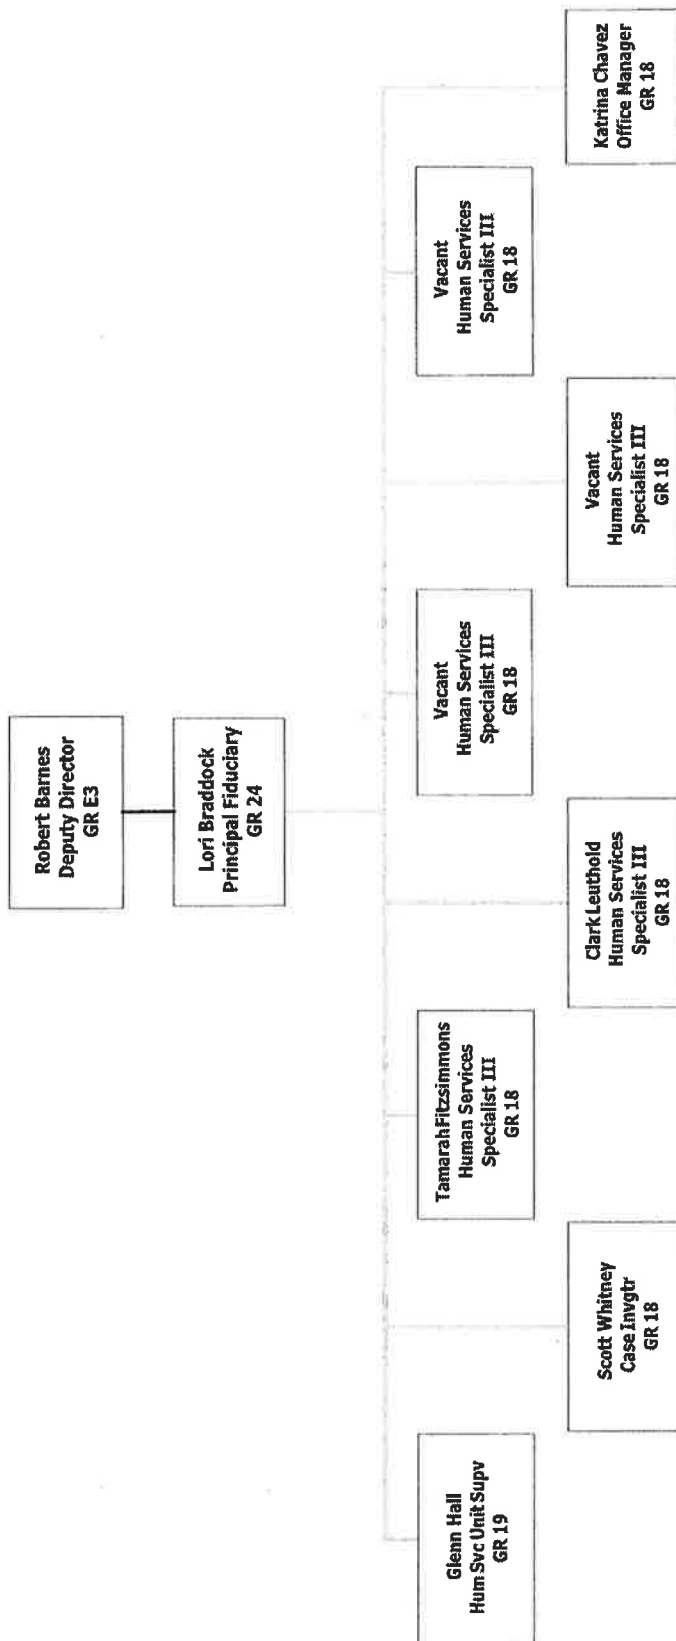 Robert Barnes
Deputy Director
GR E3
Lori Braddock
Principal Fiduciary
GR 24
Glenn Hall
Hum Svc Unit Supv
GR 19
Scott Whitney
Case Invgtr
GR 18
Tamarah Fitzsimmons
Human Services
Specialist III
GR 18
Clark Leuthold
Human Services
Specialist III
GR 18
Vacant
Human Services
Specialist III
GR 18
Vacant
Human Services
Specialist III
GR 18
Vacant
Human Services
Specialist III
GR 18
Katrina Chavez
Office Manager
GR 18